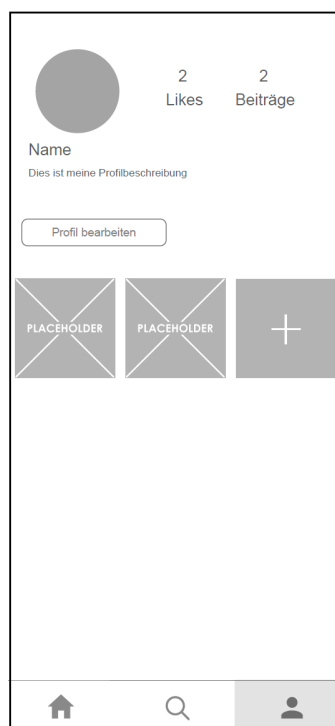 2 2
Likes Beiträge
Name
Dies ist meine Profilbeschreibung
Profil bearbeiten
PLACEHOLDER PLACEHOLDER